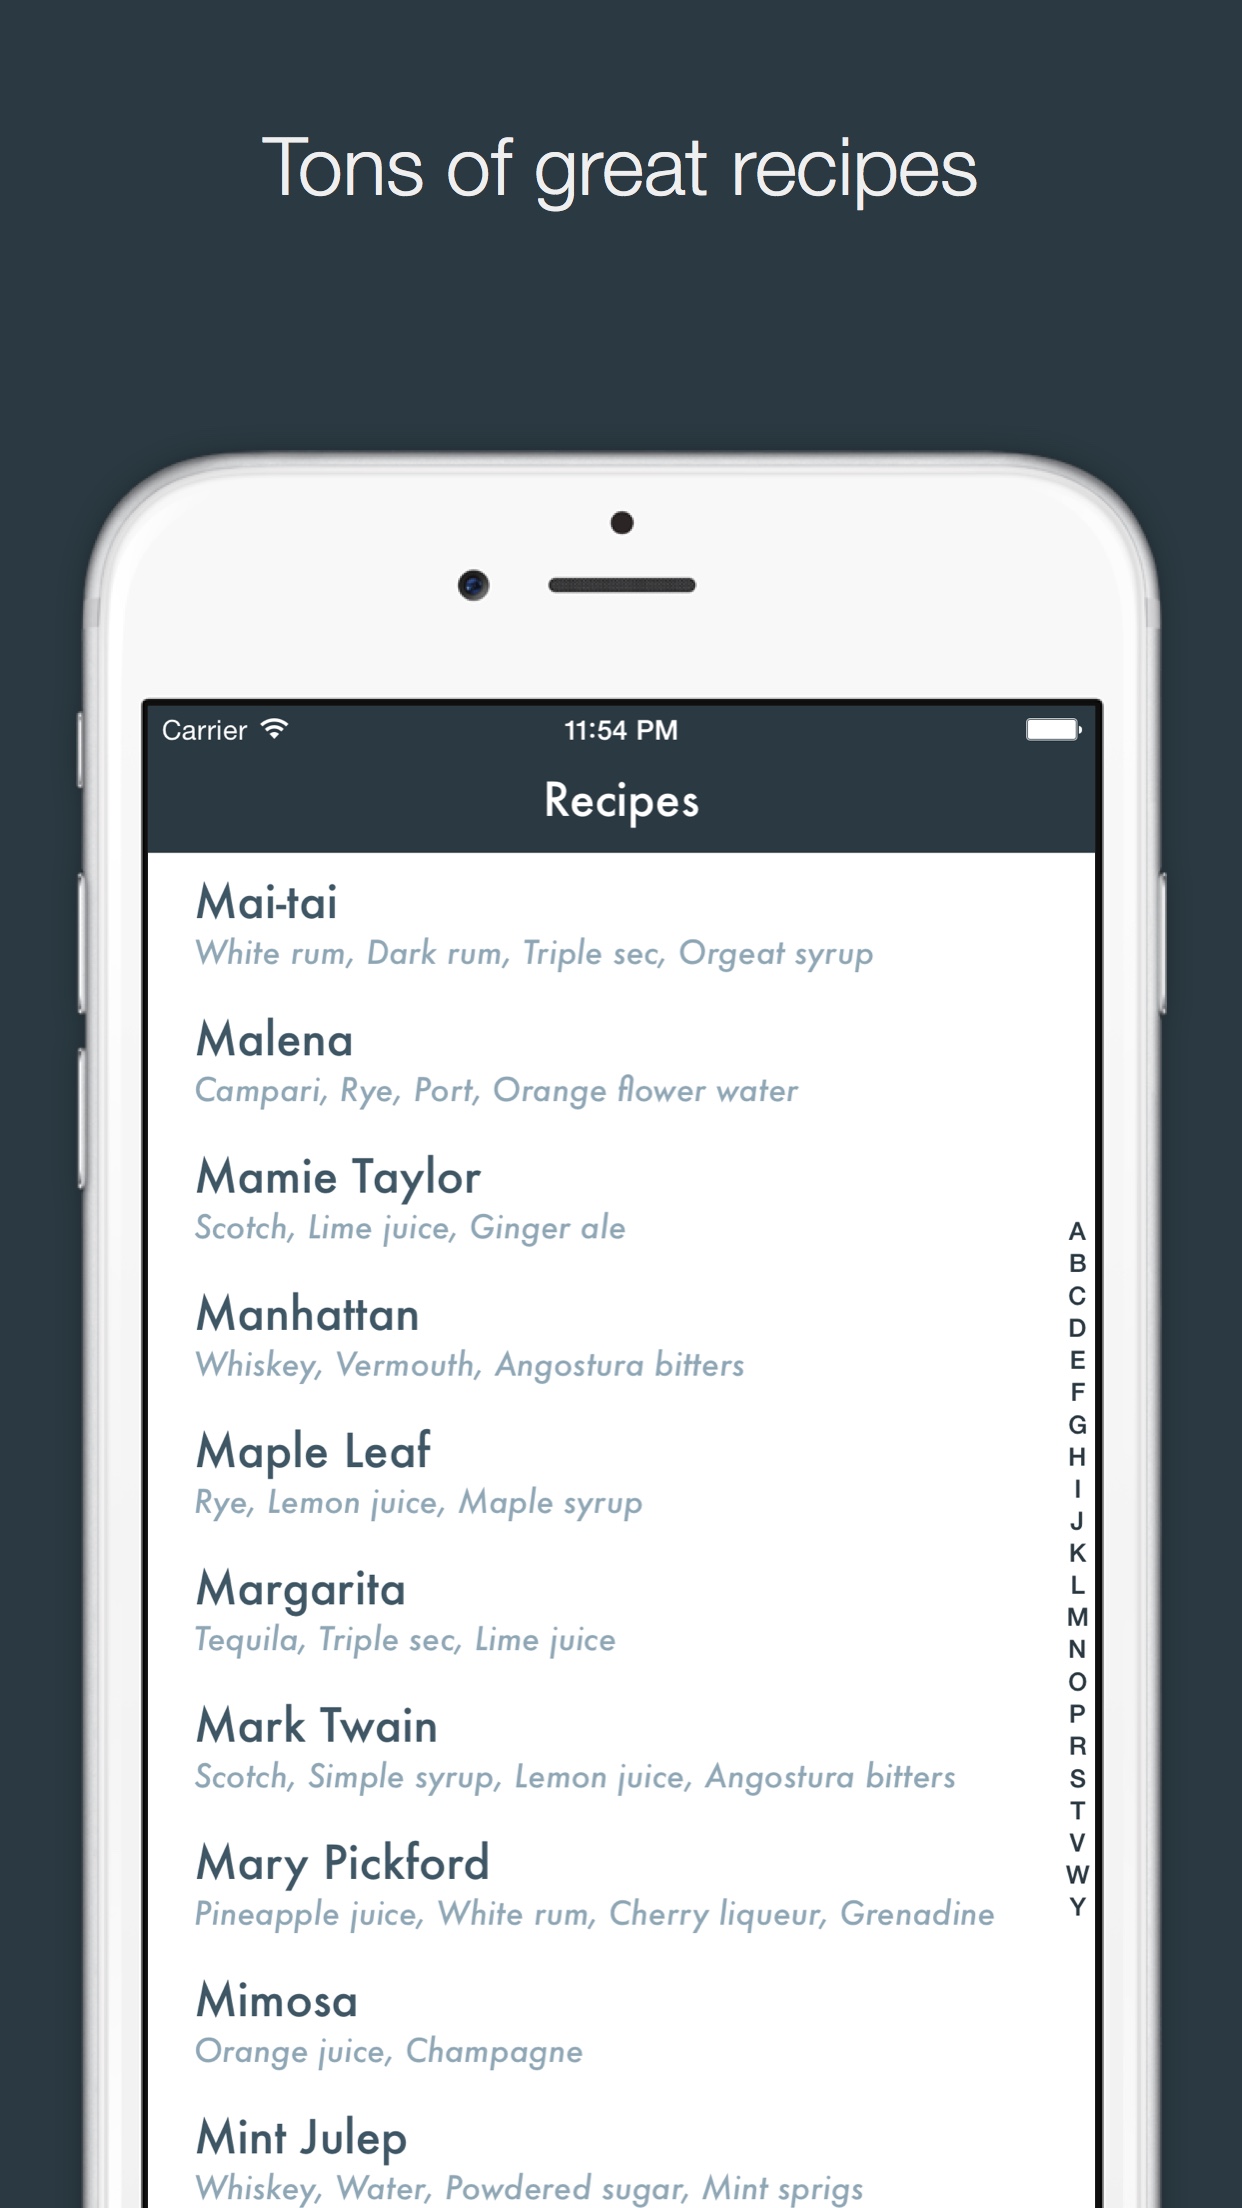 Tons of great recipes
Carrier 11:54 PM
Recipes
Mai-tai
White rum, Dark rum, Triple sec, Orgeat syrup
Malena
Campari, Rye, Port, Orange flower water
Mamie Taylor
Scotch, Lime juice, Ginger ale
Manhattan
Whiskey, Vermouth, Angostura bitters
Maple Leaf
Rye, Lemon juice, Maple syrup
Margarita
Tequila, Triple sec, Lime juice
Mark Twain
Scotch, Simple syrup, Lemon juice, Angostura bitters
Mary Pickford
Pineapple juice, White rum, Cherry liqueur, Grenadine
Mimosa
Orange juice, Champagne
Mint Julep
Whiskey, Water, Powdered sugar, Mint sprigs
A
B
C
D
E
F
G
H
I
J
K
L
M
N
O
P
R
S
T
V
W
Y